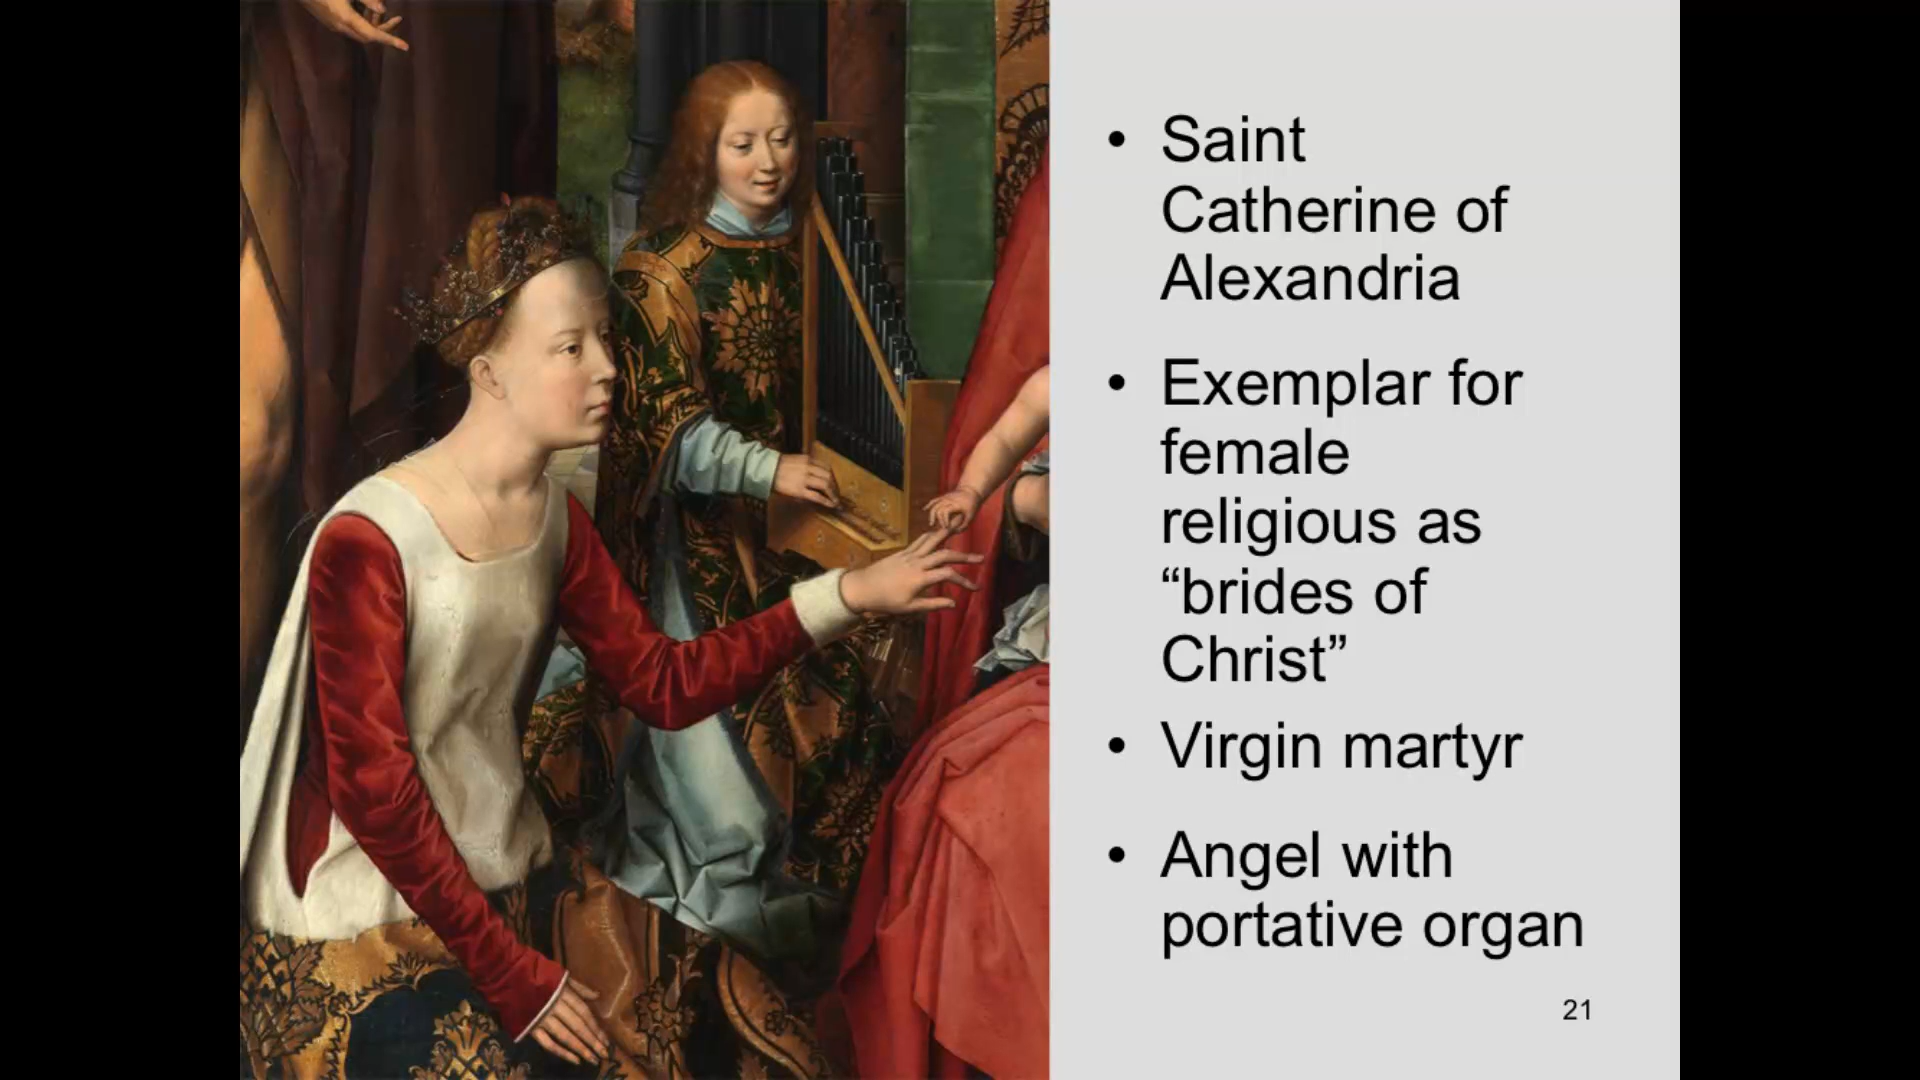 • Saint
Catherine of
Alexandria
• Exemplar for
female
religious as
“brides of
Christ”
• Virgin martyr
• Angel with
portative organ
21